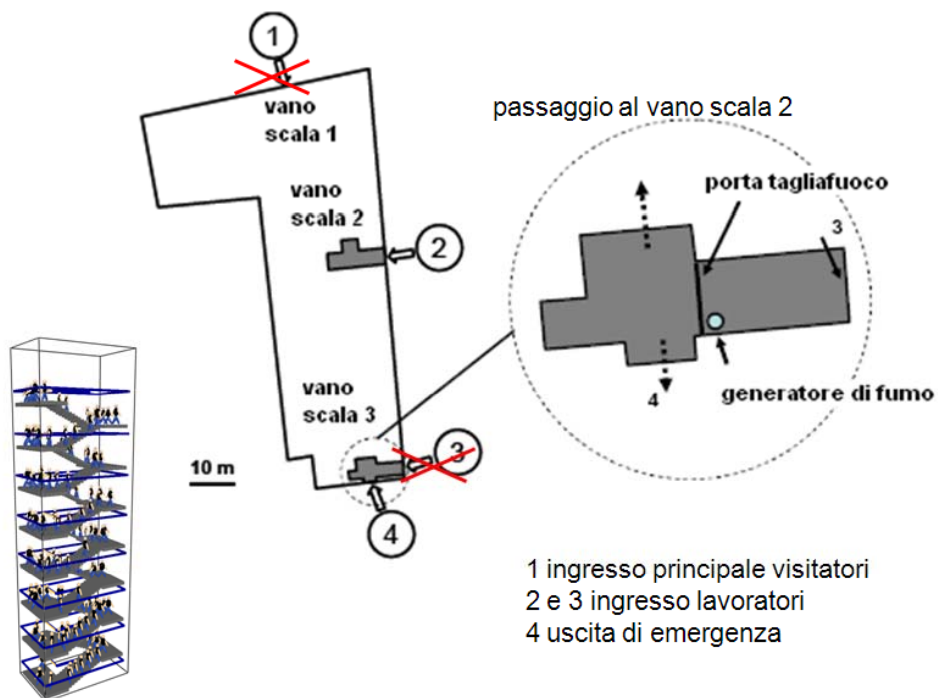 1
vano
scala 1
vano
scala 2
2
vano
scala 3
3
10 m
4
passaggio al vano scala 2
porta tagliafuoco
3
4
generatore di fumo
1 ingresso principale visitatori
2 e 3 ingresso lavoratori
4 uscita di emergenza